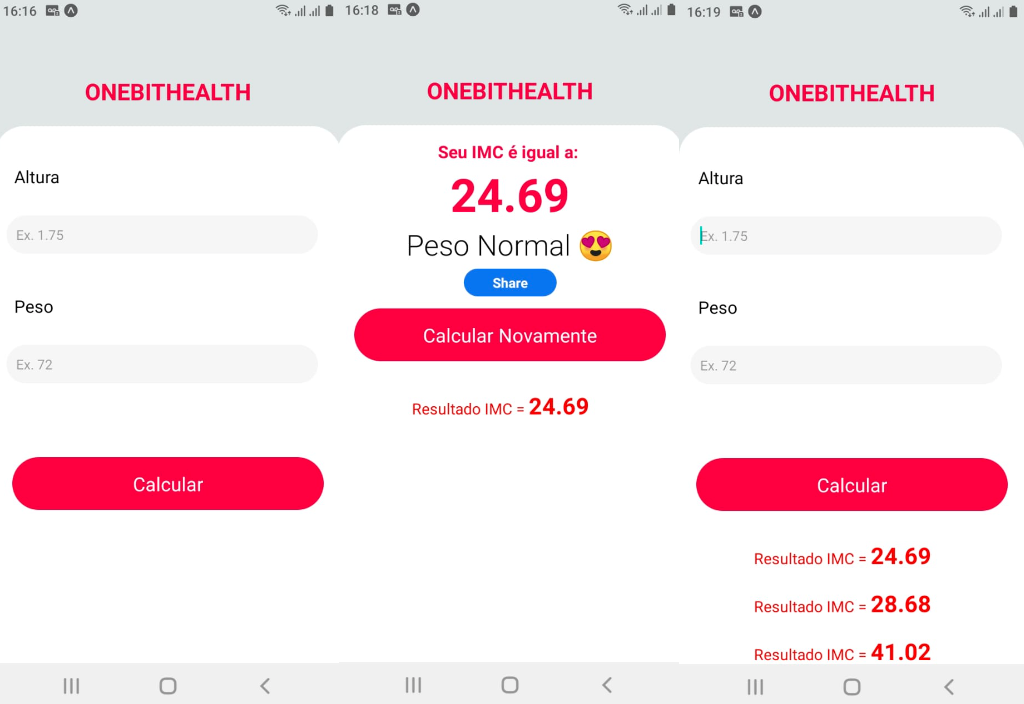 16:16
ONEBITHEALTH
Altura
Ex. 1.75
Peso
Ex. 72
Calcular
16:18
ONEBITHEALTH
Seu IMC é igual a:
24.69
Peso Normal 😍
Share
Calcular Novamente
Resultado IMC = 24.69
16:19
ONEBITHEALTH
Altura
Ex. 1.75
Peso
Ex. 72
Calcular
Resultado IMC = 24.69
Resultado IMC = 28.68
Resultado IMC = 41.02